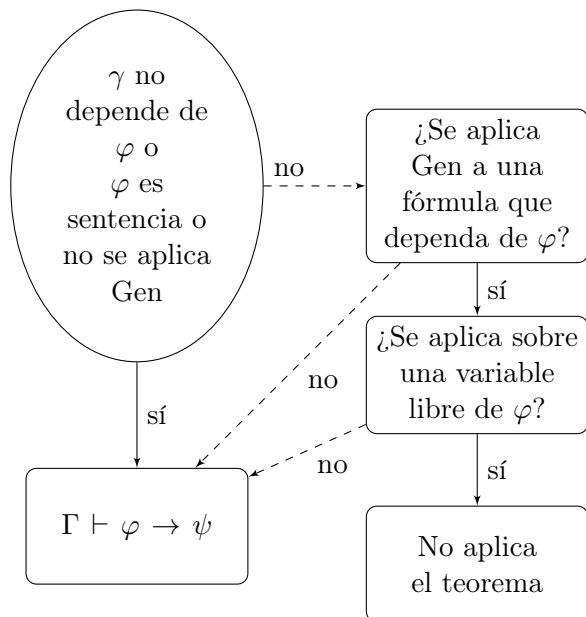 γ no
depende de
φ o
φ es
sentencia o
no se aplica
Gen
no
¿Se aplica
Gen a una
fórmula que
dependa de φ?
sí
¿Se aplica sobre
una variable
libre de φ?
no
sí
no
sí
Γ ⊢ φ → ψ
No aplica
el teorema